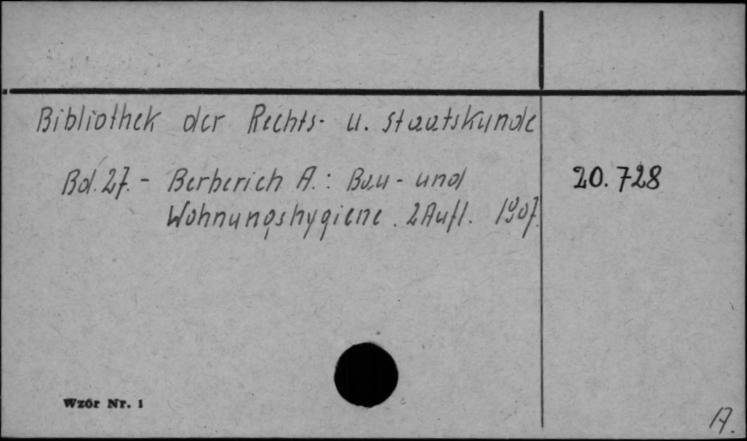 Bibliothek der Rechts- u. Staatskunde
Bd. 27. - Berberich A.: Bau- und
Wohnungshygiene. 2 Aufl. 1907.
20.728
Wzór Nr. 1
A.